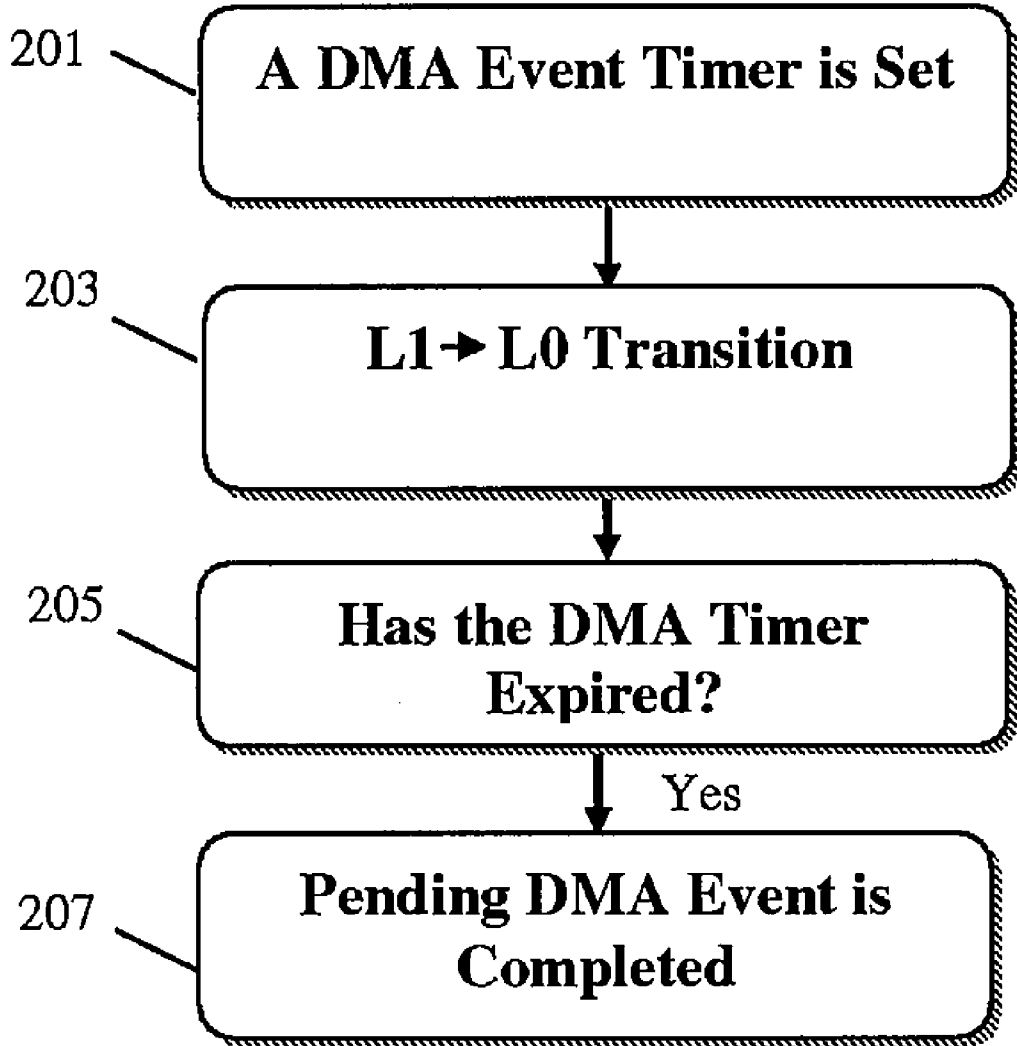 201
A DMA Event Timer is Set
203
L1→ L0 Transition
205
Has the DMA Timer
Expired?
Yes
207
Pending DMA Event is
Completed